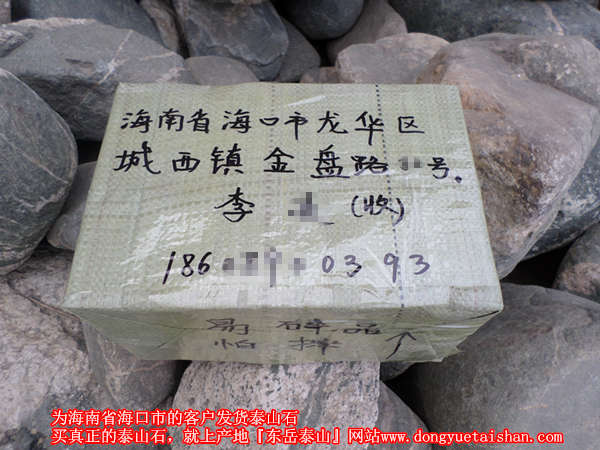 海南省海口市龙华区
城西镇金盘路号.
李(收)
186 9 0393
易碎品
怕摔
为海南省海口市的客户发货泰山石
买真正的泰山石，就上产地「东岳泰山」网站www.dongyuetaishan.com.